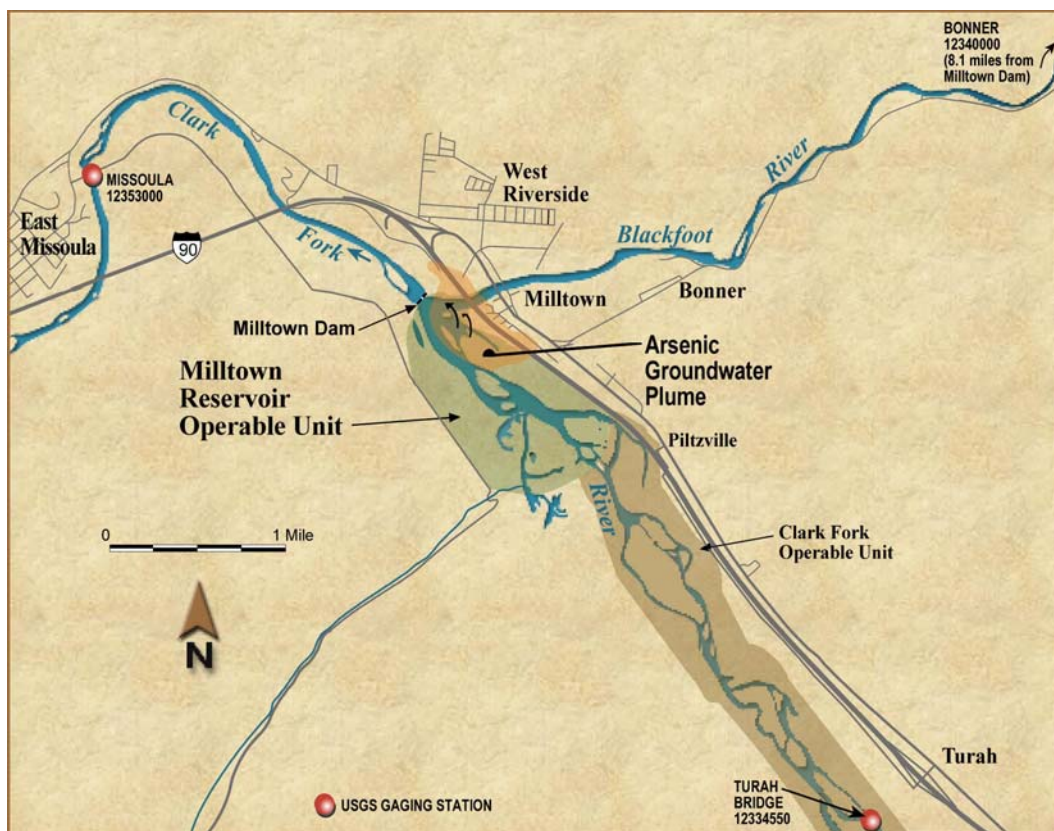 BONNER
12340000
(8.1 miles from
Milltown Dam)
Clark
River
West
Riverside
MISSOULA
12353000
East
Missoula
90
Fork
Blackfoot
Milltown
Bonner
Milltown Dam
Arsenic
Groundwater
Plume
Milltown
Reservoir
Operable Unit
Piltzville
River
Clark Fork
Operable Unit
0
1 Mile
N
Turah
TURAH
BRIDGE
12334550
USGS GAGING STATION